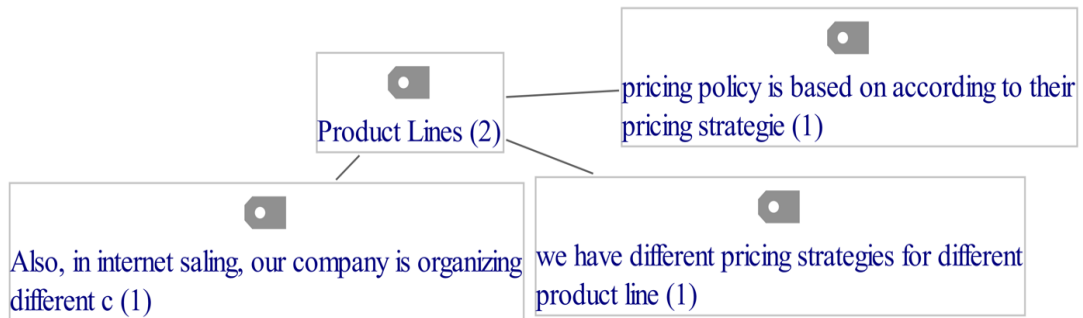 pricing policy is based on according to their
pricing strategie (1)
Product Lines (2)
Also, in internet saling, our company is organizing
different c (1)
we have different pricing strategies for different
product line (1)